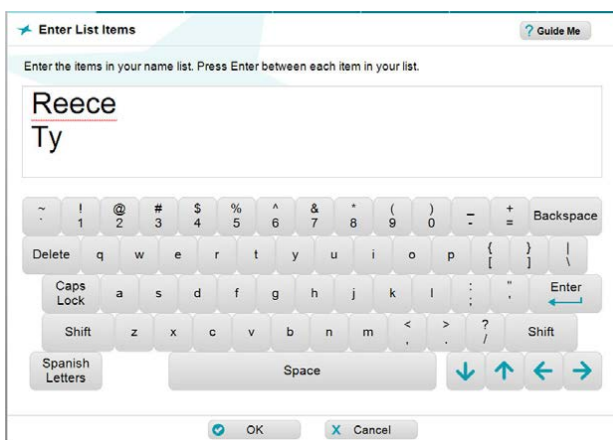 Enter List Items
? Guide Me
Enter the items in your name list. Press Enter between each item in your list.
Reece
Ty
~ ! @ # $ % ^ & * ( ) _ +
` 1 2 3 4 5 6 7 8 9 0 - = Backspace
Delete q w e r t y u i o p { [ } ] | \
Caps Lock a s d f g h j k l : ; " ' Enter
Shift z x c v b n m < , > . ? / Shift
Spanish Letters Space
OK X Cancel